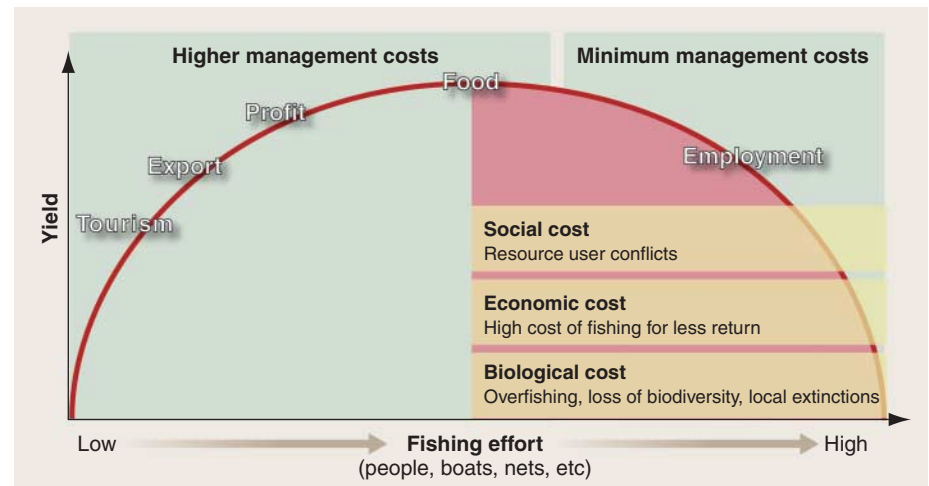 Higher management costs
Minimum management costs
Food
Profit
Employment
Export
Tourism
Yield
Social cost
Resource user conflicts
Economic cost
High cost of fishing for less return
Biological cost
Overfishing, loss of biodiversity, local extinctions
Low
Fishing effort
High
(people, boats, nets, etc)